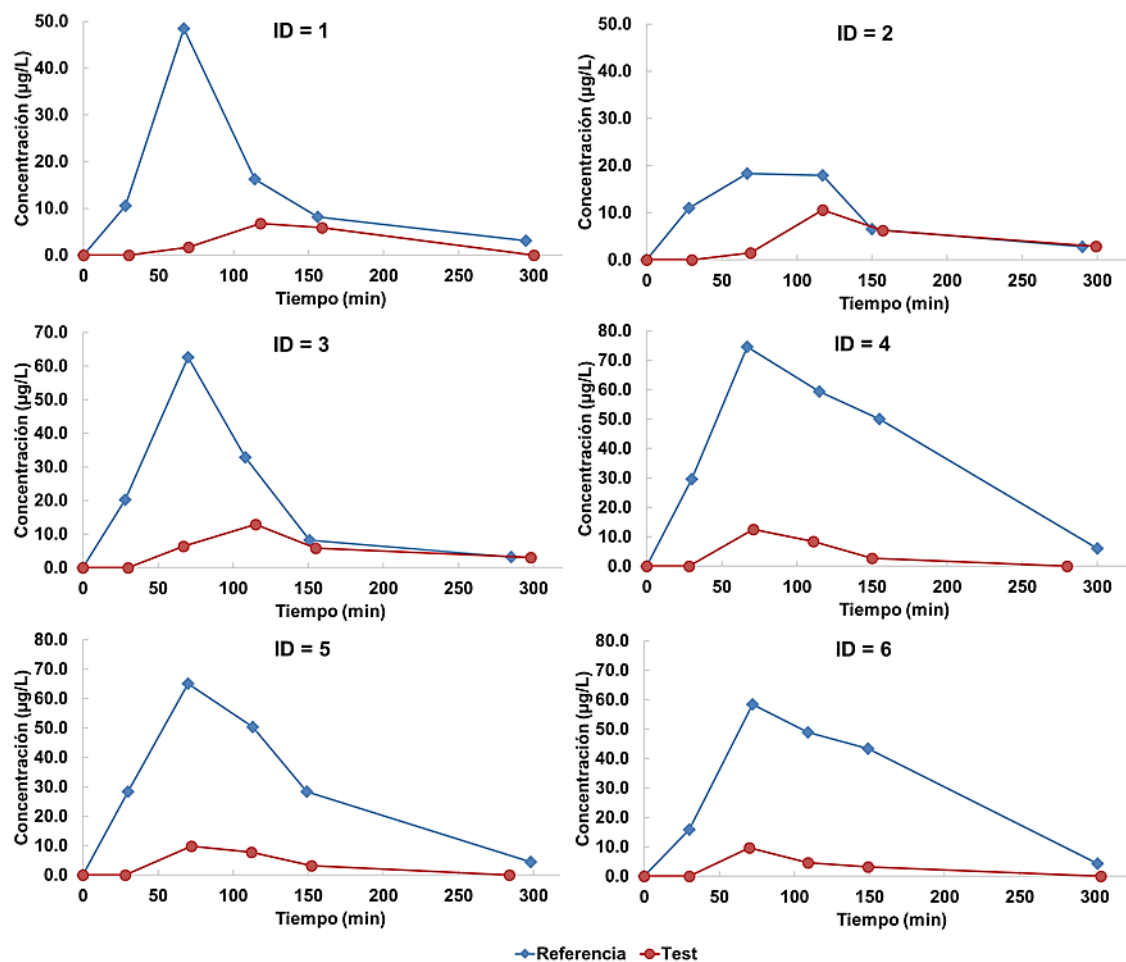 ID = 1
Concentración (µg/L)
50.0
40.0
30.0
20.0
10.0
0.0
0 50 100 150 200 250 300
Tiempo (min)
ID = 2
Concentración (µg/L)
50.0
40.0
30.0
20.0
10.0
0.0
0 50 100 150 200 250 300
Tiempo (min)
ID = 3
Concentración (µg/L)
70.0
60.0
50.0
40.0
30.0
20.0
10.0
0.0
0 50 100 150 200 250 300
Tiempo (min)
ID = 4
Concentración (µg/L)
80.0
70.0
60.0
50.0
40.0
30.0
20.0
10.0
0.0
0 50 100 150 200 250 300
Tiempo (min)
ID = 5
Concentración (µg/L)
80.0
70.0
60.0
50.0
40.0
30.0
20.0
10.0
0.0
0 50 100 150 200 250 300
Tiempo (min)
ID = 6
Concentración (µg/L)
80.0
70.0
60.0
50.0
40.0
30.0
20.0
10.0
0.0
0 50 100 150 200 250 300
Tiempo (min)
Referencia Test